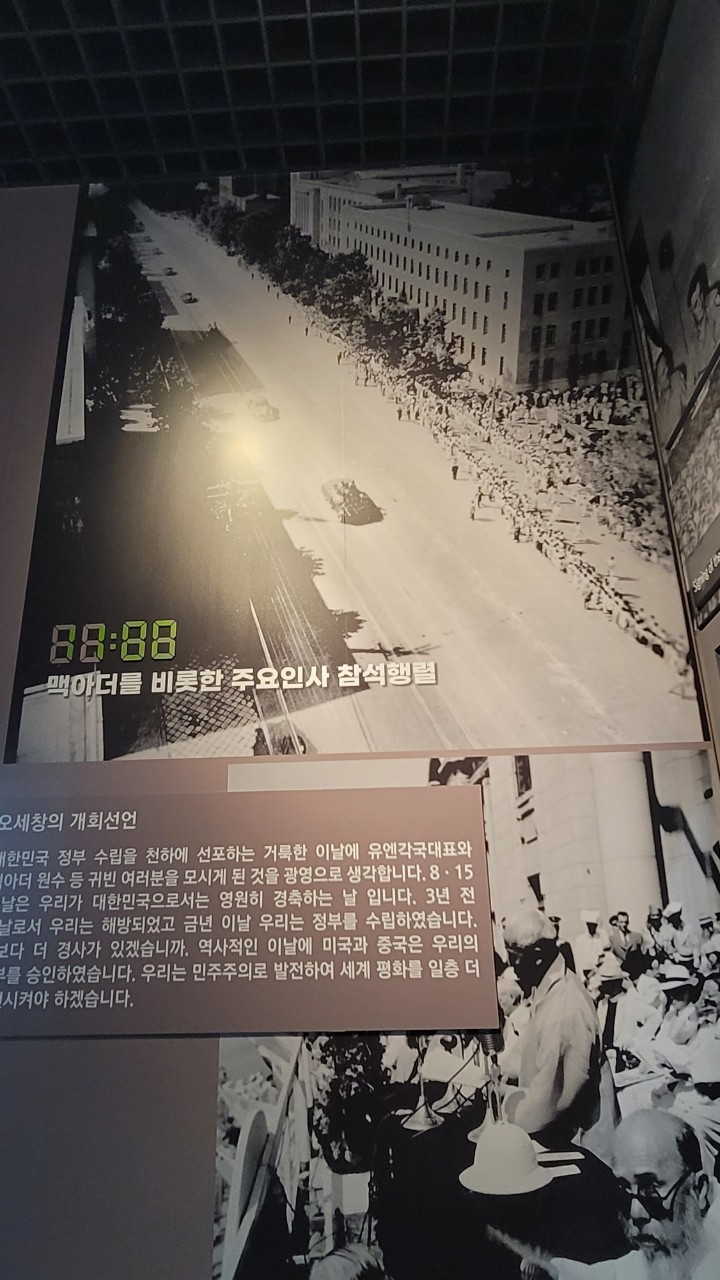 11:00
맥아더를 비롯한 주요인사 참석행렬
오세창의 개회선언
대한민국 정부 수립을 천하에 선포하는 거룩한 이날에 유엔각국대표와
맥아더 원수 등 귀빈 여러분을 모시게 된 것을 광영으로 생각합니다. 8·15
날은 우리가 대한민국으로서는 영원히 경축하는 날 입니다. 3년 전
날로서 우리는 해방되었고 금년 이날 우리는 정부를 수립하였습니다.
보다 더 경사가 있겠습니까. 역사적인 이날에 미국과 중국은 우리의
부를 승인하였습니다. 우리는 민주주의로 발전하여 세계 평화를 일층 더
시켜야 하겠습니다.